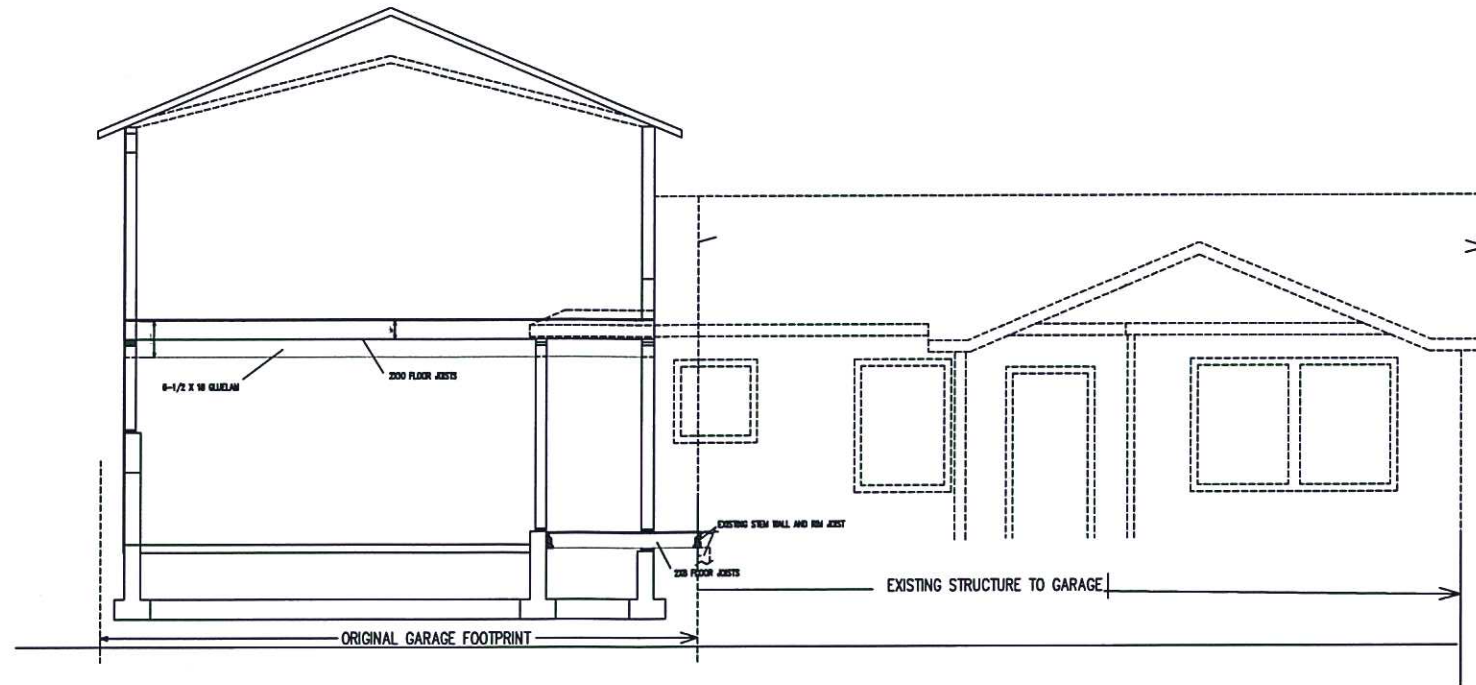 6-1/2 X 18 GLUELAM
2X10 FLOOR JOISTS
EXISTING STEM WALL AND RIM JOIST
2X8 FLOOR JOISTS
EXISTING STRUCTURE TO GARAGE
ORIGINAL GARAGE FOOTPRINT